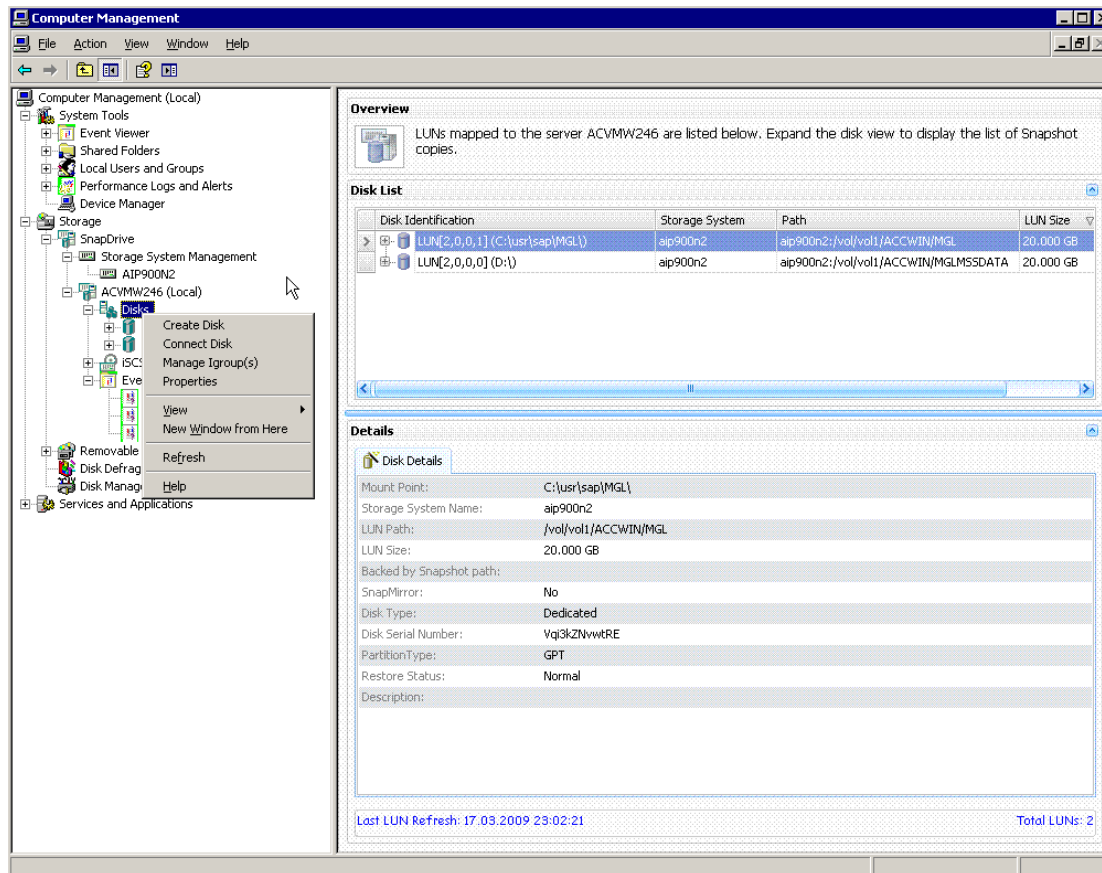 Computer Management
File Action View Window Help
Computer Management (Local)
System Tools
Event Viewer
Shared Folders
Local Users and Groups
Performance Logs and Alerts
Device Manager
Storage
SnapDrive
Storage System Management
AIP900N2
ACVMW246 (Local)
Disks
iSCS
Eve
Removable
Disk Defrag
Disk Manag
Services and Applications
Create Disk
Connect Disk
Manage Igroup(s)
Properties
View
New Window from Here
Refresh
Help
Overview
LUNs mapped to the server ACVMW246 are listed below. Expand the disk view to display the list of Snapshot
copies.
Disk List
Disk Identification Storage System Path LUN Size
LUN[2,0,0,1] (C:\usr\sap\MGL\) aip900n2 aip900n2:/vol/vol1/ACCWIN/MGL 20.000 GB
LUN[2,0,0,0] (D:\) aip900n2 aip900n2:/vol/vol1/ACCWIN/MGLMSSDATA 20.000 GB
Details
Disk Details
Mount Point: C:\usr\sap\MGL\
Storage System Name: aip900n2
LUN Path: /vol/vol1/ACCWIN/MGL
LUN Size: 20.000 GB
Backed by Snapshot path:
SnapMirror: No
Disk Type: Dedicated
Disk Serial Number: Vqi3kZNvwtRE
PartitionType: GPT
Restore Status: Normal
Description:
Last LUN Refresh: 17.03.2009 23:02:21 Total LUNs: 2